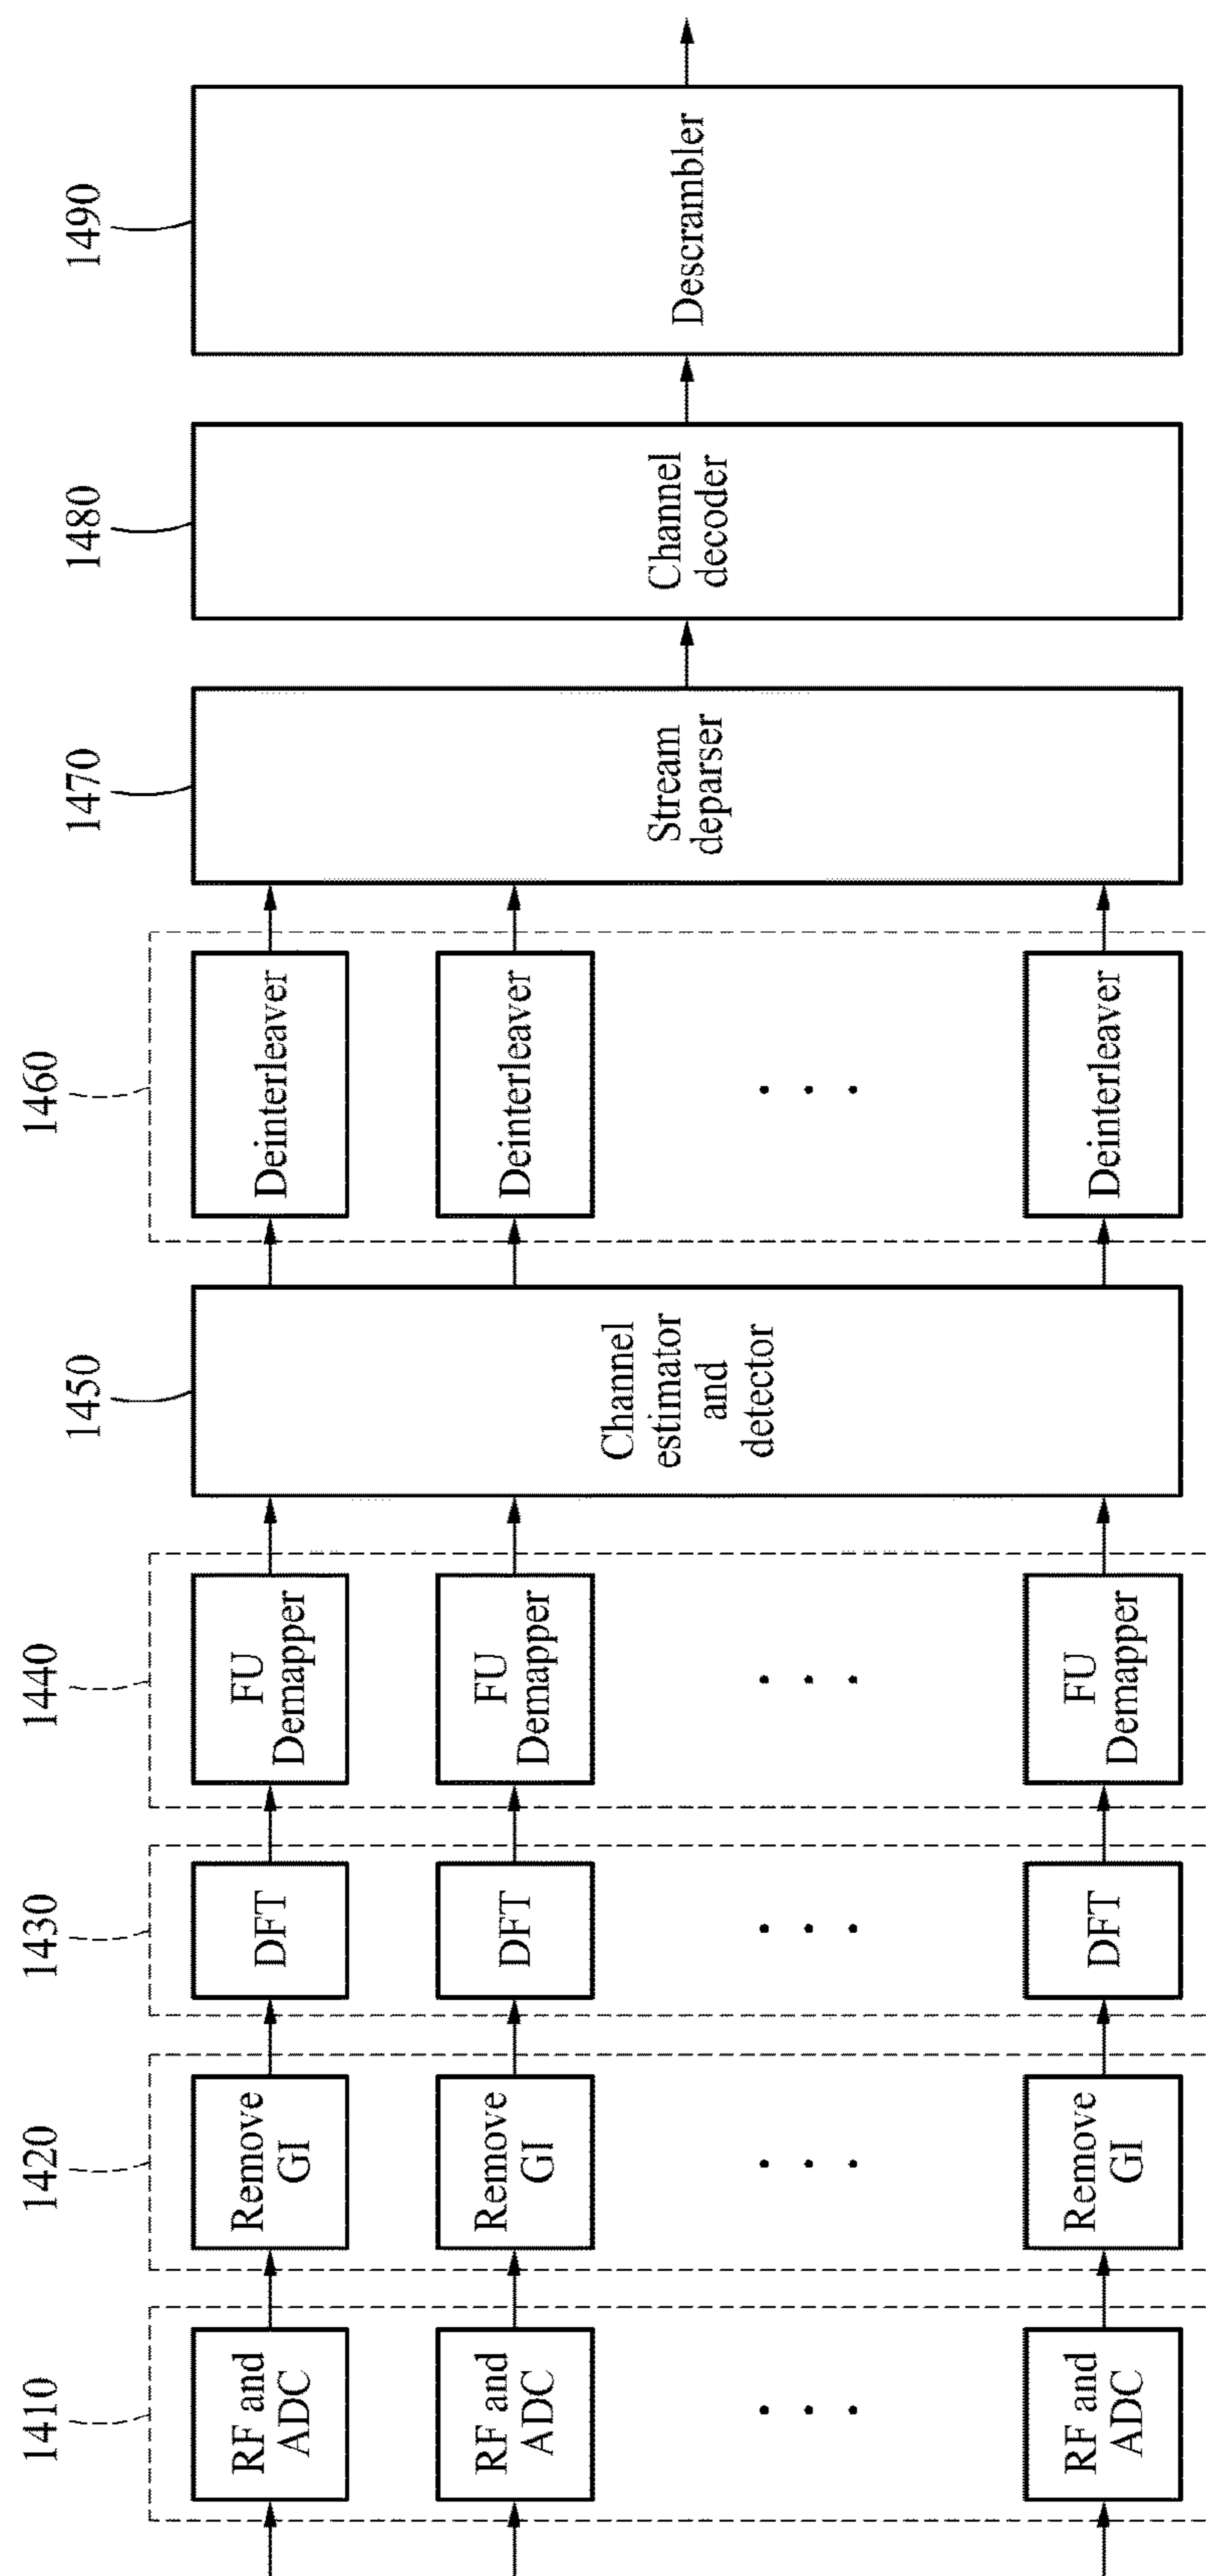 1410
1420
1430
1440
1450
1460
1470
1480
1490
RF and
ADC
Remove
GI
DFT
FU
Demapper
Channel
estimator
and
detector
Deinterleaver
Stream
deparser
Channel
decoder
Descrambler
RF and
ADC
Remove
GI
DFT
FU
Demapper
Deinterleaver
RF and
ADC
Remove
GI
DFT
FU
Demapper
Deinterleaver